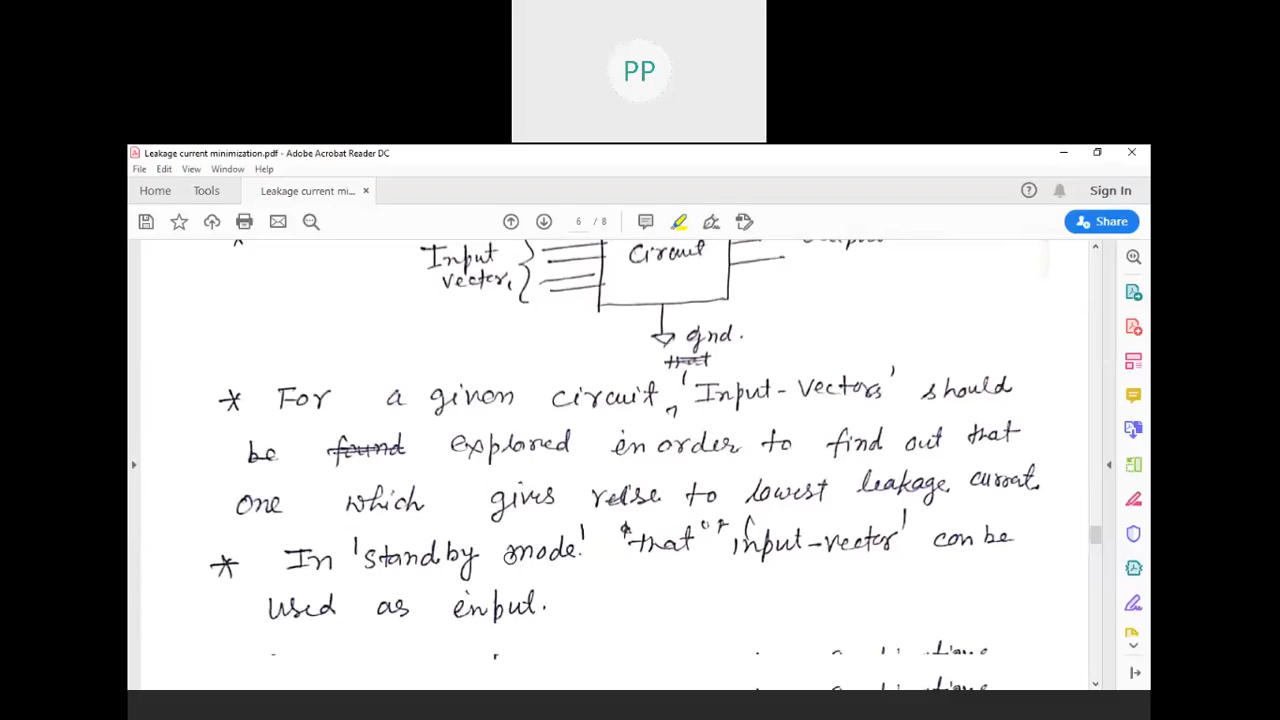 PP
Leakage current minimization.pdf - Adobe Acrobat Reader DC
File Edit View Window Help
Home Tools Leakage current mi... × Sign In
6 / 8 Share
Input Circuit
vector,
gnd.
* For a given circuit, 'Input-Vectors' should
be found explored in order to find out that
one which gives reise to lowest leakage currat.
* In 'standby mode' "that" 'input-vector' can be
used as input.